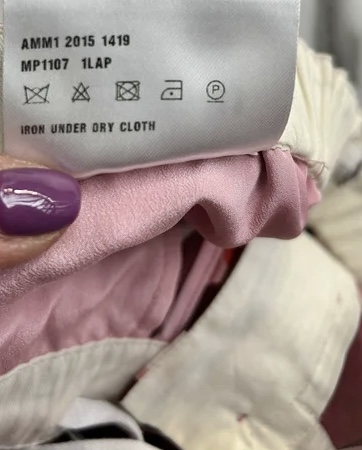 AMM1 2015 1419
MP1107 1LAP
P
IRON UNDER DRY CLOTH